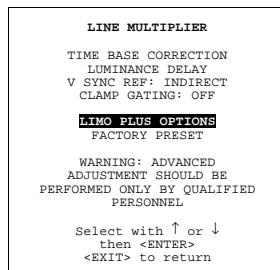 LINE MULTIPLIER
TIME BASE CORRECTION
LUMINANCE DELAY
V SYNC REF: INDIRECT
CLAMP GATING: OFF
LIMO PLUS OPTIONS
FACTORY PRESET
WARNING: ADVANCED
ADJUSTMENT SHOULD BE
PERFORMED ONLY BY QUALIFIED
PERSONNEL
Select with ↑ or ↓
then <ENTER>
<EXIT> to return